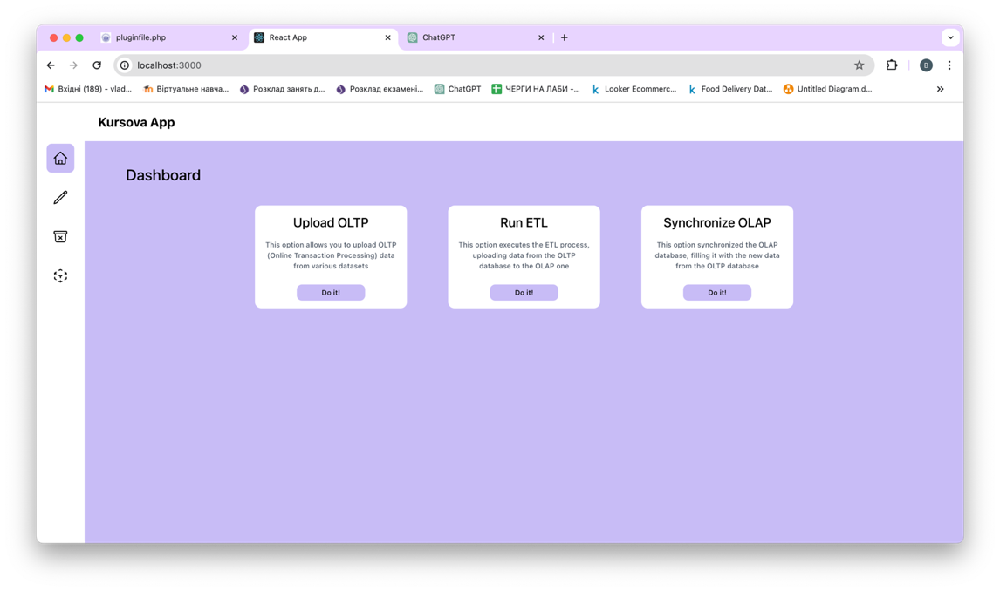 pluginfile.php
React App
ChatGPT
localhost:3000
B
Вхідні (189) - vlad...
Віртуальне навча...
Розклад занять д...
Розклад екзамені...
ChatGPT
ЧЕРГИ НА ЛАБИ -...
Looker Ecommerc...
Food Delivery Dat...
Untitled Diagram.d...
Kursova App
Dashboard
Upload OLTP
This option allows you to upload OLTP
(Online Transaction Processing) data
from various datasets
Do it!
Run ETL
This option executes the ETL process,
uploading data from the OLTP
database to the OLAP one
Do it!
Synchronize OLAP
This option synchronized the OLAP
database, filling it with the new data
from the OLTP database
Do it!